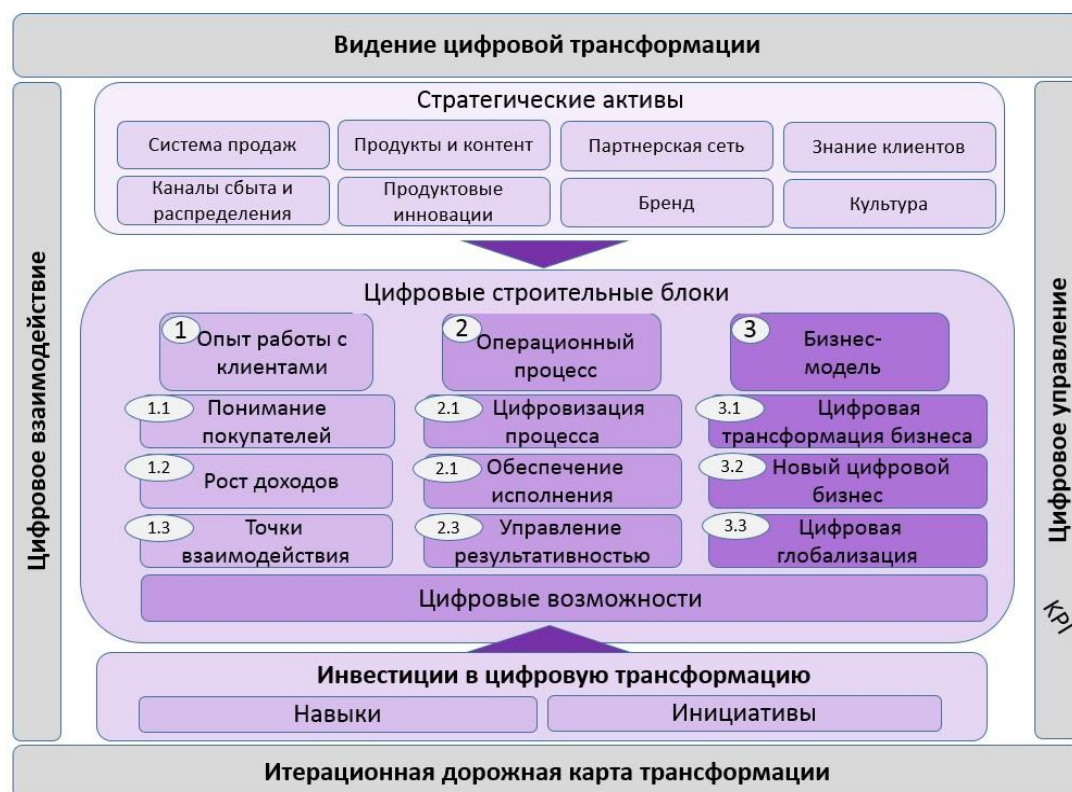 Видение цифровой трансформации
Цифровое взаимодействие
Стратегические активы
Система продаж
Продукты и контент
Партнерская сеть
Знание клиентов
Каналы сбыта и
распределения
Продуктовые
инновации
Бренд
Культура
Цифровые строительные блоки
1
Опыт работы с
клиентами
1.1
Понимание
покупателей
1.2
Рост доходов
1.3
Точки
взаимодействия
2
Операционный
процесс
2.1
Цифровизация
процесса
2.1
Обеспечение
исполнения
2.3
Управление
результативностью
3
Бизнес-
модель
3.1
Цифровая
трансформация бизнеса
3.2
Новый цифровой
бизнес
3.3
Цифровая
глобализация
Цифровые возможности
Инвестиции в цифровую трансформацию
Навыки
Инициативы
Цифровое управление
KPI
Итерационная дорожная карта трансформации